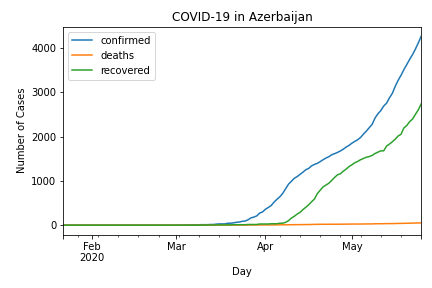 COVID-19 in Azerbaijan
confirmed
deaths
recovered
4000
3000
2000
1000
0
Number of Cases
Feb
2020
Mar
Apr
May
Day